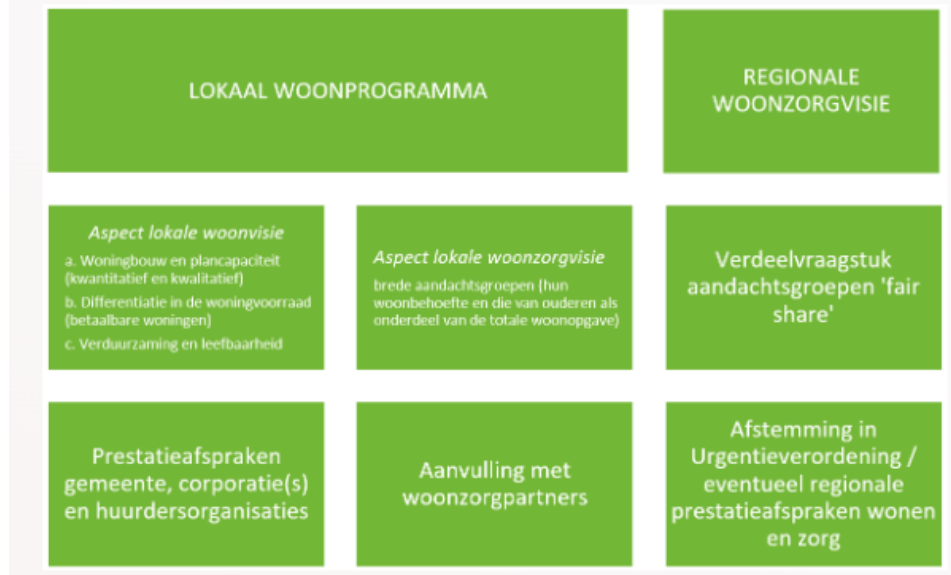 LOKAAL WOONPROGRAMMA
REGIONALE
WOONZORGVISIE
Aspect lokale woonvisie
a. Woningbouw en plancapaciteit
(kwantitatief en kwalitatief)
b. Differentiatie in de woningvoorraad
(betaalbare woningen)
c. Verduurzaming en leefbaarheid
Aspect lokale woonzorgvisie
brede aandachtsgroepen (hun
woonbehoefte en die van ouderen als
onderdeel van de totale woonopgave)
Verdeelvraagstuk
aandachtsgroepen 'fair
share'
Prestatieafspraken
gemeente, corporatie(s)
en huurdersorganisaties
Aanvulling met
woonzorgpartners
Afstemming in
Urgentieverordening /
eventueel regionale
prestatieafspraken wonen
en zorg